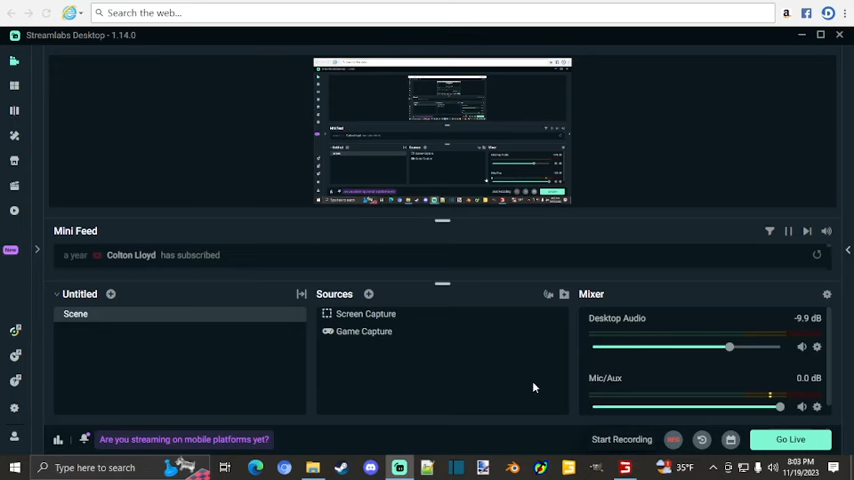 Search the web...
Streamlabs Desktop - 1.14.0
Mini Feed
a year Colton Lloyd has subscribed
New
Untitled
Sources
Mixer
Scene
Screen Capture
Game Capture
Desktop Audio
-9.9 dB
Mic/Aux
0.0 dB
Are you streaming on mobile platforms yet?
Start Recording
REC
Go Live
Type here to search
35°F
8:03 PM
11/19/2023